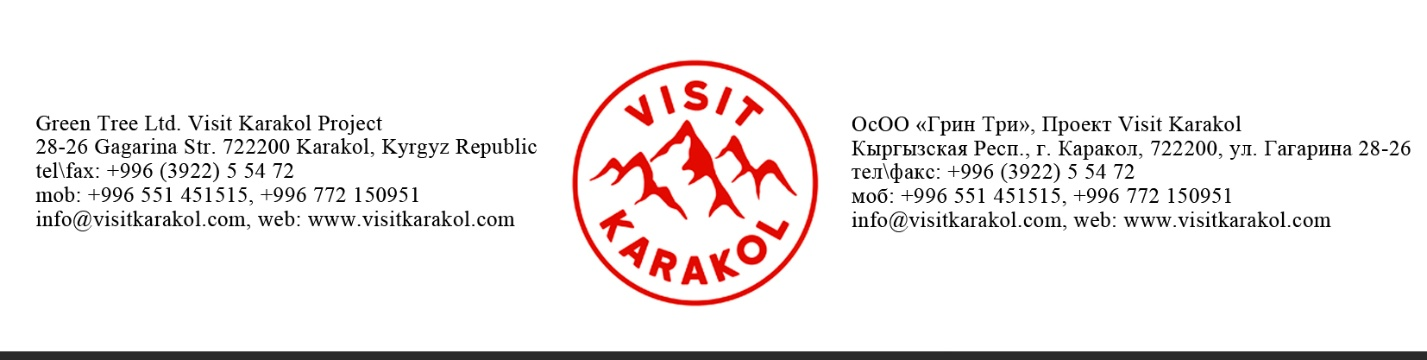 Green Tree Ltd. Visit Karakol Project
28-26 Gagarina Str. 722200 Karakol, Kyrgyz Republic
tel\fax: +996 (3922) 5 54 72
mob: +996 551 451515, +996 772 150951
info@visitkarakol.com, web: www.visitkarakol.com
VISIT
KARAKOL
ОсОО «Грин Три», Проект Visit Karakol
Кыргызская Респ., г. Каракол, 722200, ул. Гагарина 28-26
тел\факс: +996 (3922) 5 54 72
моб: +996 551 451515, +996 772 150951
info@visitkarakol.com, web: www.visitkarakol.com